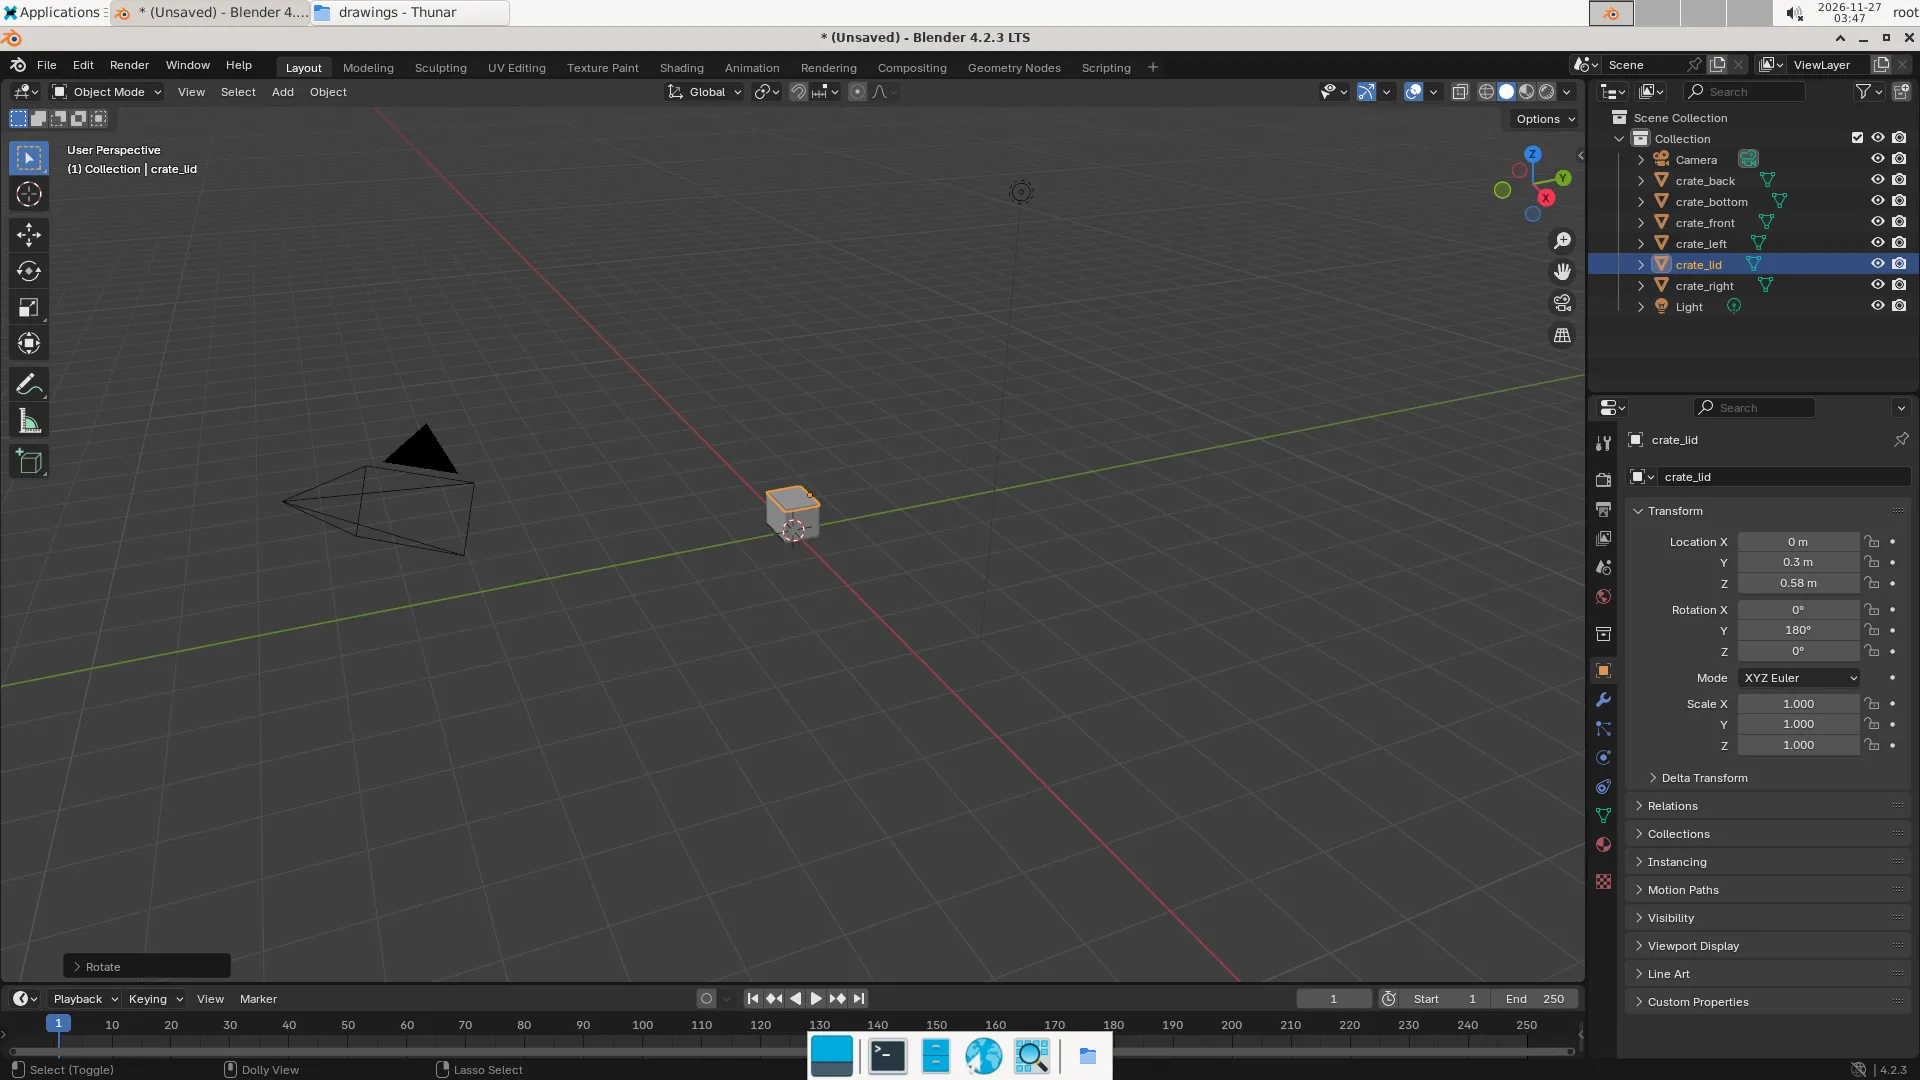 Applications
* (Unsaved) - Blender 4....
drawings - Thunar
2026-11-27
03:47
root
* (Unsaved) - Blender 4.2.3 LTS
File Edit Render Window Help
Layout Modeling Sculpting UV Editing Texture Paint Shading Animation Rendering Compositing Geometry Nodes Scripting
Scene
ViewLayer
Object Mode View Select Add Object
Global
Search
Options
User Perspective
(1) Collection | crate_lid
Z
Y
X
Scene Collection
Collection
Camera
crate_back
crate_bottom
crate_front
crate_left
crate_lid
crate_right
Light
Search
crate_lid
crate_lid
Transform
Location X 0 m
Y 0.3 m
Z 0.58 m
Rotation X 0°
Y 180°
Z 0°
Mode XYZ Euler
Scale X 1.000
Y 1.000
Z 1.000
Delta Transform
Relations
Collections
Instancing
Motion Paths
Visibility
Viewport Display
Line Art
Custom Properties
Rotate
Playback Keying View Marker
1 Start 1 End 250
1 10 20 30 40 50 60 70 80 90 100 110 120 130 140 150 160 170 180 190 200 210 220 230 240 250
Select (Toggle) Dolly View Lasso Select
4.2.3